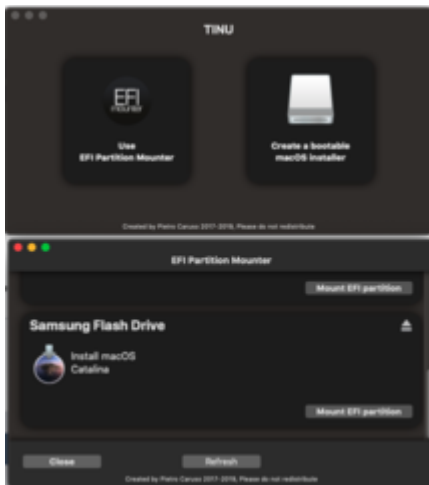 TINU
EFI
mounter
Use
EFI Partition Mounter
Create a bootable
macOS installer
Created by Pietro Caruso 2017-2019, Please do not redistribute
EFI Partition Mounter
Mount EFI partition
Samsung Flash Drive
Install macOS
Catalina
Mount EFI partition
Close
Refresh
Created by Pietro Caruso 2017-2019, Please do not redistribute